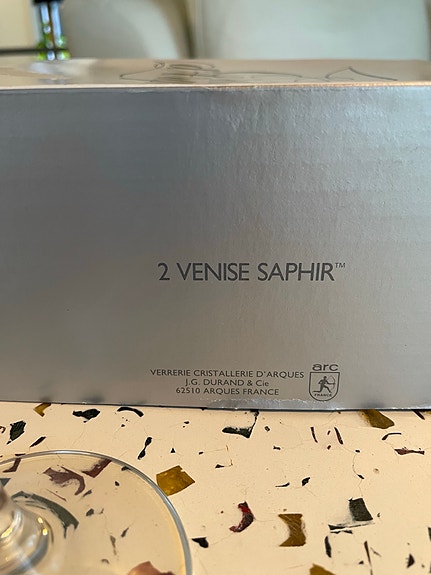 2 VENISE SAPHIR™
VERRERIE CRISTALLERIE D'ARQUES
J.G. DURAND & Cie
62510 ARQUES FRANCE
arc
FRANCE